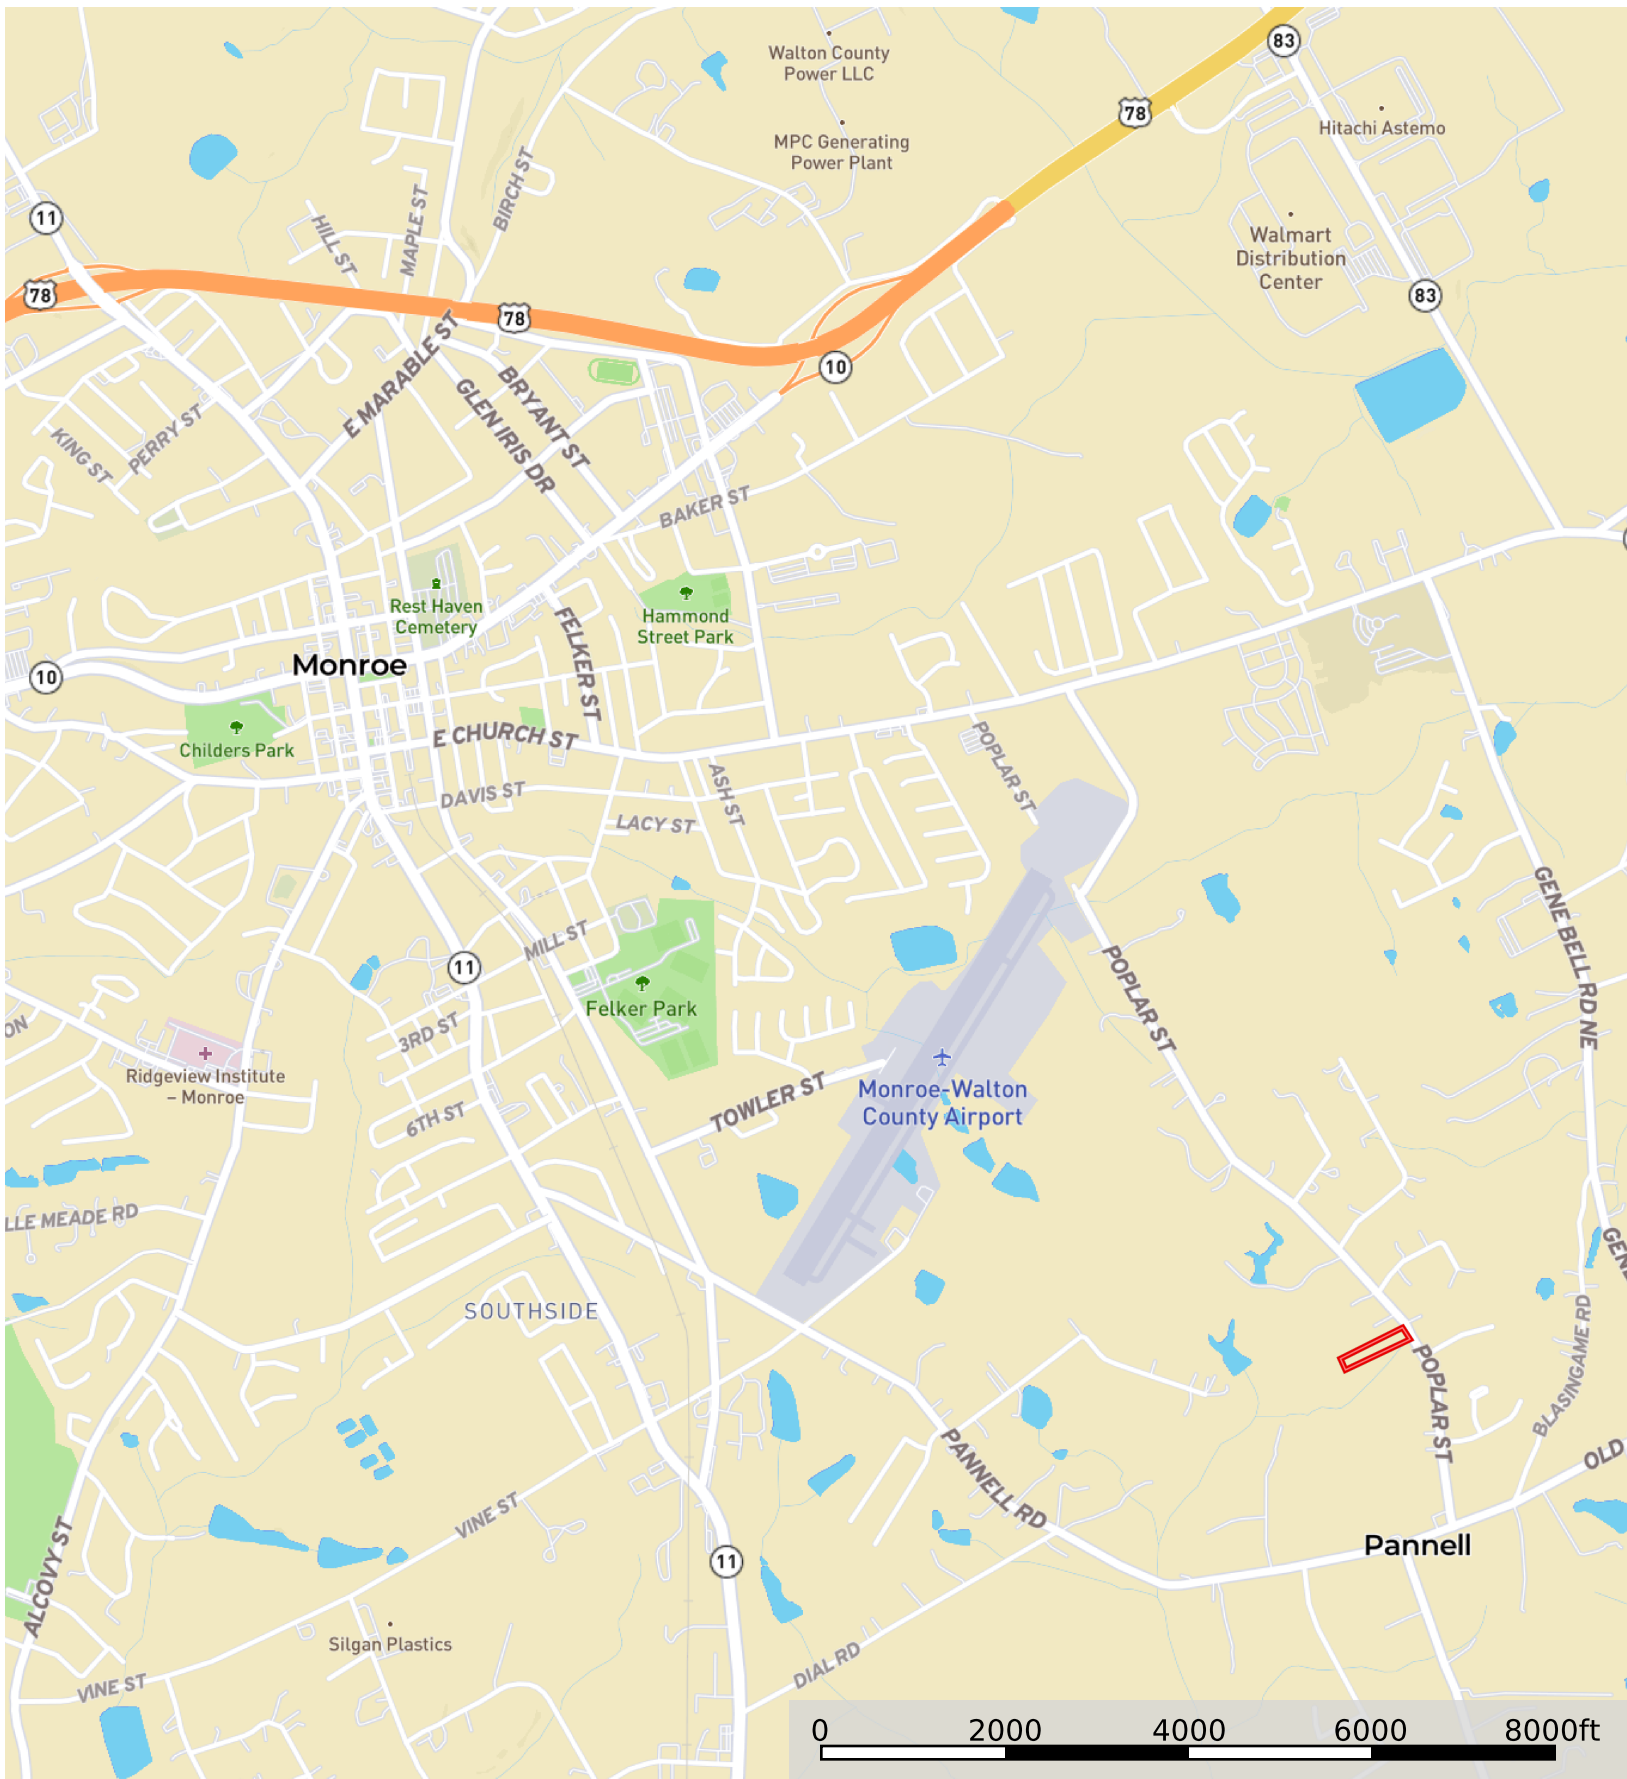 83
Walton County
Power LLC
78
Hitachi Astemo
MPC Generating
Power Plant
BIRCH ST
MAPLE ST
11
HILL ST
Walmart
Distribution
Center
78
78
83
E MARABLE ST
10
BRYANT ST
GLEN IRIS DR
PERRY ST
KING ST
BAKER ST
Rest Haven
Cemetery
Hammond
Street Park
FELKER ST
Monroe
10
Childers Park
E CHURCH ST
POPLAR ST
DAVIS ST
ASH ST
LACY ST
GENE BELL RD NE
MILL ST
11
POPLAR ST
Felker Park
ON
3RD ST
Ridgeview Institute
– Monroe
Monroe-Walton
County Airport
TOWLER ST
6TH ST
LLE MEADE RD
GENE
SOUTHSIDE
BLASINGAME RD
POPLAR ST
PANNELL RD
OLD
VINE ST
Pannell
11
ALCOVY ST
Silgan Plastics
DIAL RD
VINE ST
0 2000 4000 6000 8000ft